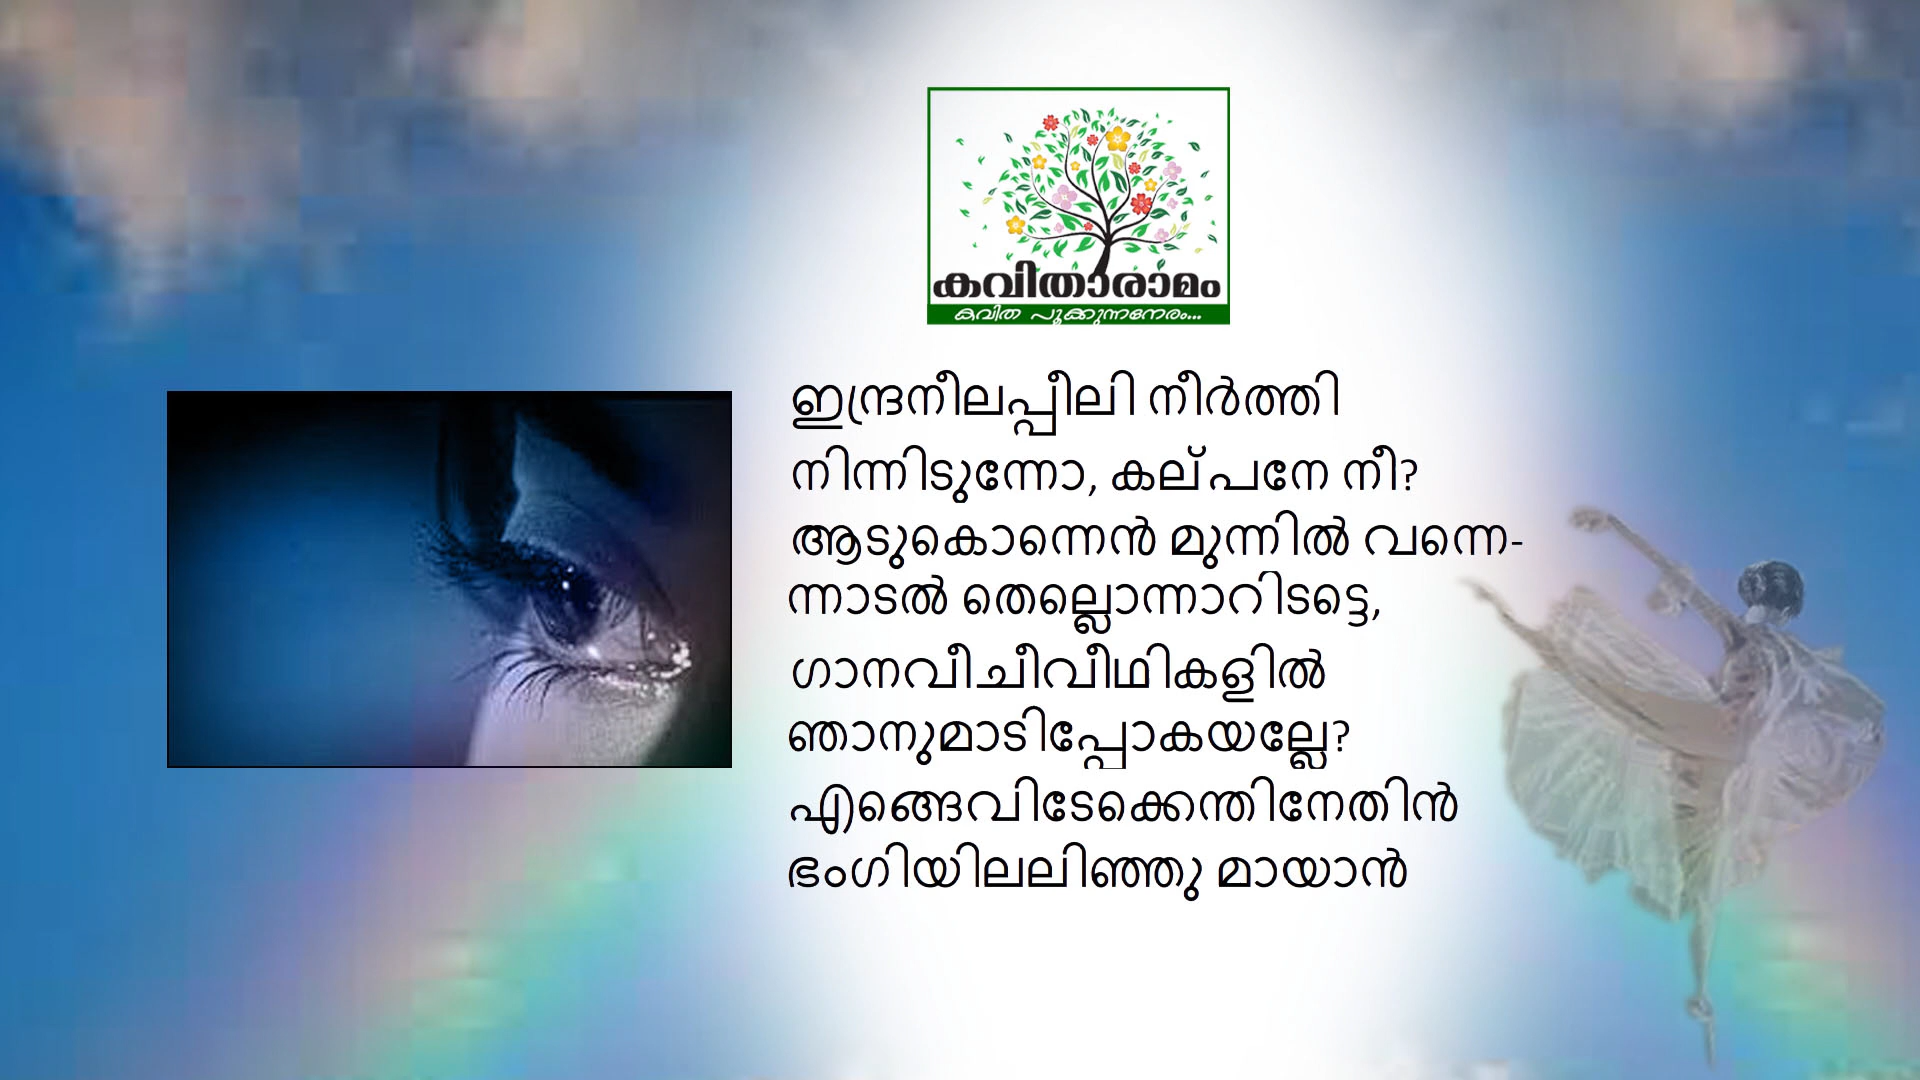 കവിതാരാമം
കവിത പൂക്കുന്നനേരം...
ഇന്ദ്രനീലപ്പീലി നീർത്തി
നിന്നിടുന്നോ, കല്പനേ നീ?
ആടുകൊന്നെൻ മുന്നിൽ വന്നെ-
ന്നാടൽ തെല്ലൊന്നാറിടട്ടെ,
ഗാനവീചീവീഥികളിൽ
ഞാനുമാടിപ്പോകയല്ലേ?
എങ്ങെവിടേക്കെന്തിനേതിൻ
ഭംഗിയിലലിഞ്ഞു മായാൻ